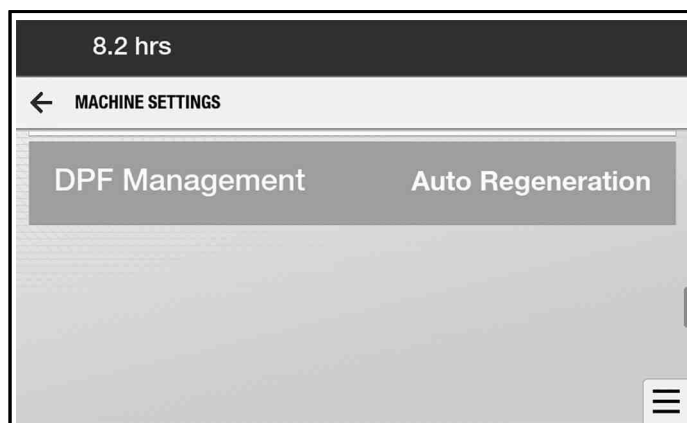 8.2 hrs
MACHINE SETTINGS
DPF Management Auto Regeneration